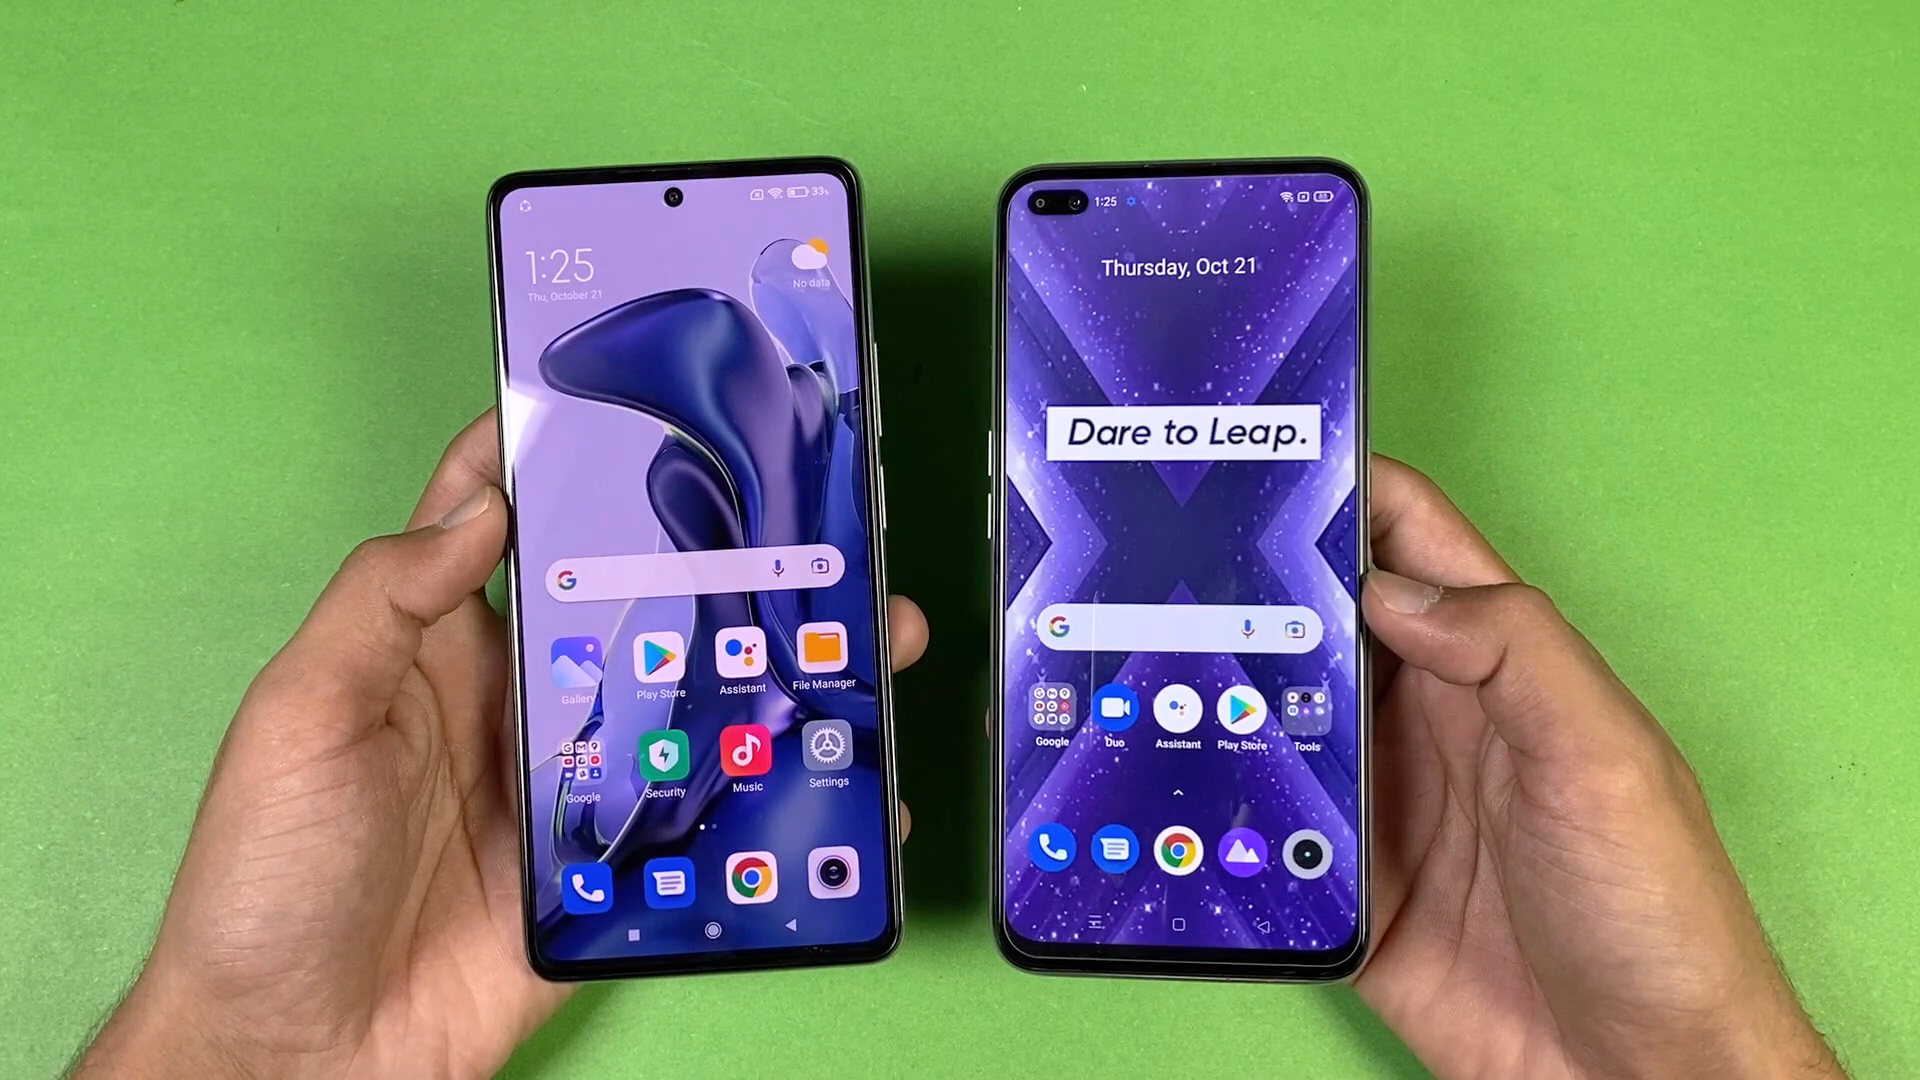 33%
1:25
Thu, October 21
No data
Gallery
Play Store
Assistant
File Manager
Google
Security
Music
Settings
1:25
Thursday, Oct 21
Dare to Leap.
Google
Duo
Assistant
Play Store
Tools